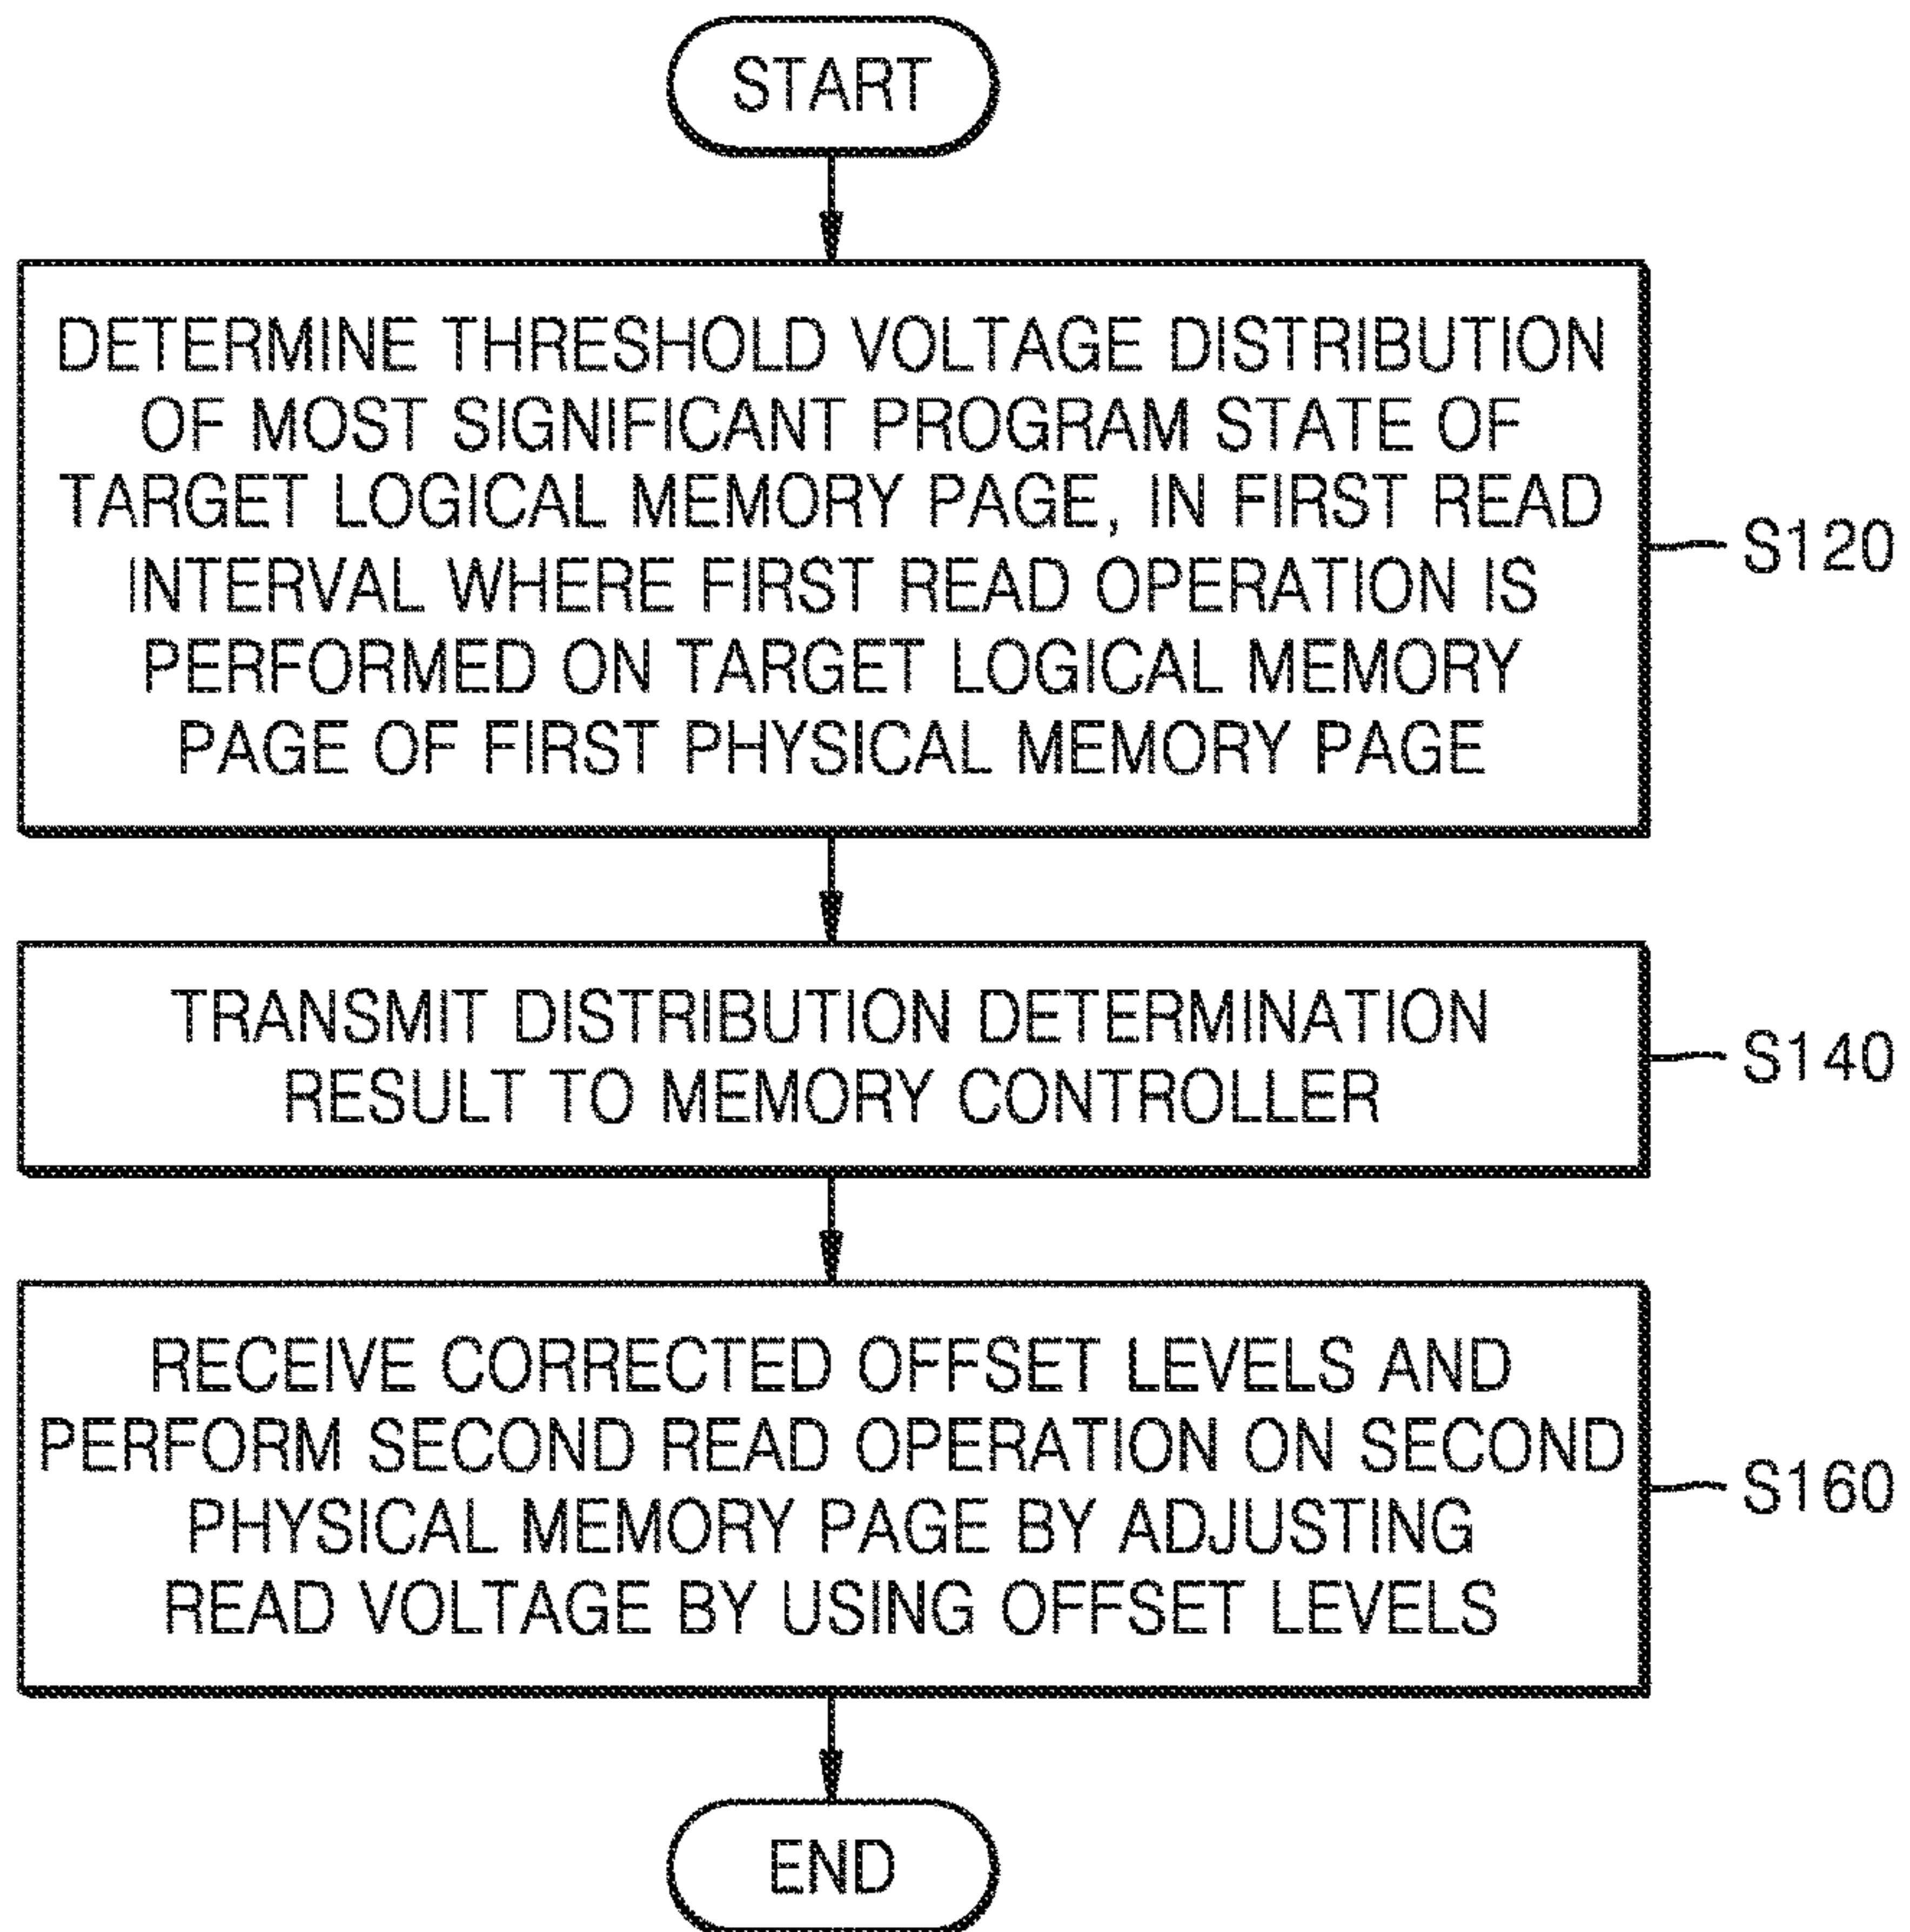 START
DETERMINE THRESHOLD VOLTAGE DISTRIBUTION
OF MOST SIGNIFICANT PROGRAM STATE OF
TARGET LOGICAL MEMORY PAGE, IN FIRST READ
INTERVAL WHERE FIRST READ OPERATION IS
PERFORMED ON TARGET LOGICAL MEMORY
PAGE OF FIRST PHYSICAL MEMORY PAGE
S120
TRANSMIT DISTRIBUTION DETERMINATION
RESULT TO MEMORY CONTROLLER
S140
RECEIVE CORRECTED OFFSET LEVELS AND
PERFORM SECOND READ OPERATION ON SECOND
PHYSICAL MEMORY PAGE BY ADJUSTING
READ VOLTAGE BY USING OFFSET LEVELS
S160
END